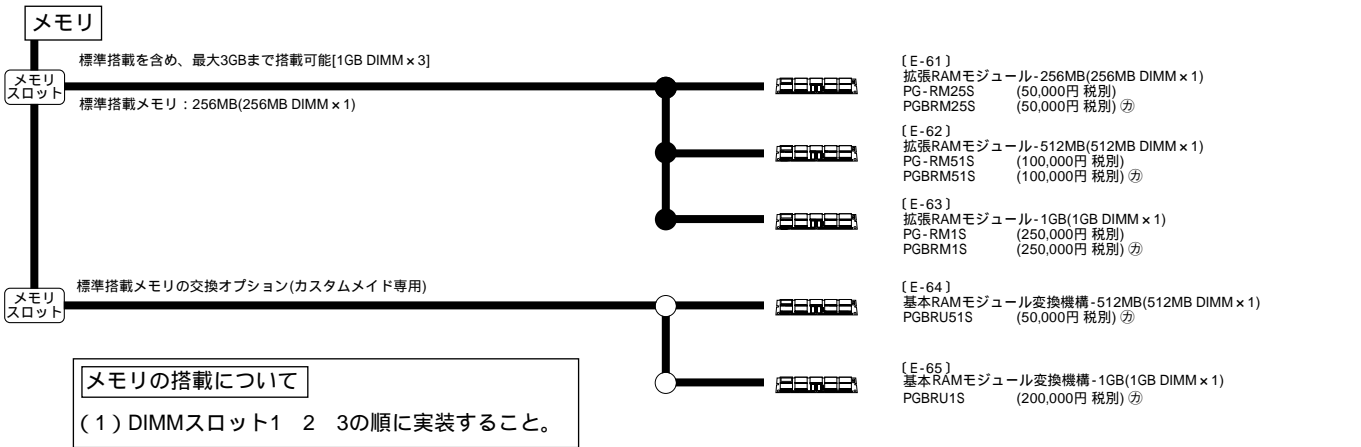 メモリ
標準搭載を含め、最大3GBまで搭載可能[1GB DIMM×3]
メモリ
スロット
標準搭載メモリ：256MB(256MB DIMM×1)
〔E-61〕
拡張RAMモジュール-256MB(256MB DIMM×1)
PG-RM25S (50,000円 税別)
PGBRM25S (50,000円 税別) ㋕
〔E-62〕
拡張RAMモジュール-512MB(512MB DIMM×1)
PG-RM51S (100,000円 税別)
PGBRM51S (100,000円 税別) ㋕
〔E-63〕
拡張RAMモジュール-1GB(1GB DIMM×1)
PG-RM1S (250,000円 税別)
PGBRM1S (250,000円 税別) ㋕
標準搭載メモリの交換オプション(カスタムメイド専用)
メモリ
スロット
〔E-64〕
基本RAMモジュール変換機構-512MB(512MB DIMM×1)
PGBRU51S (50,000円 税別) ㋕
〔E-65〕
基本RAMモジュール変換機構-1GB(1GB DIMM×1)
PGBRU1S (200,000円 税別) ㋕
メモリの搭載について
(1) DIMMスロット1 2 3の順に実装すること。